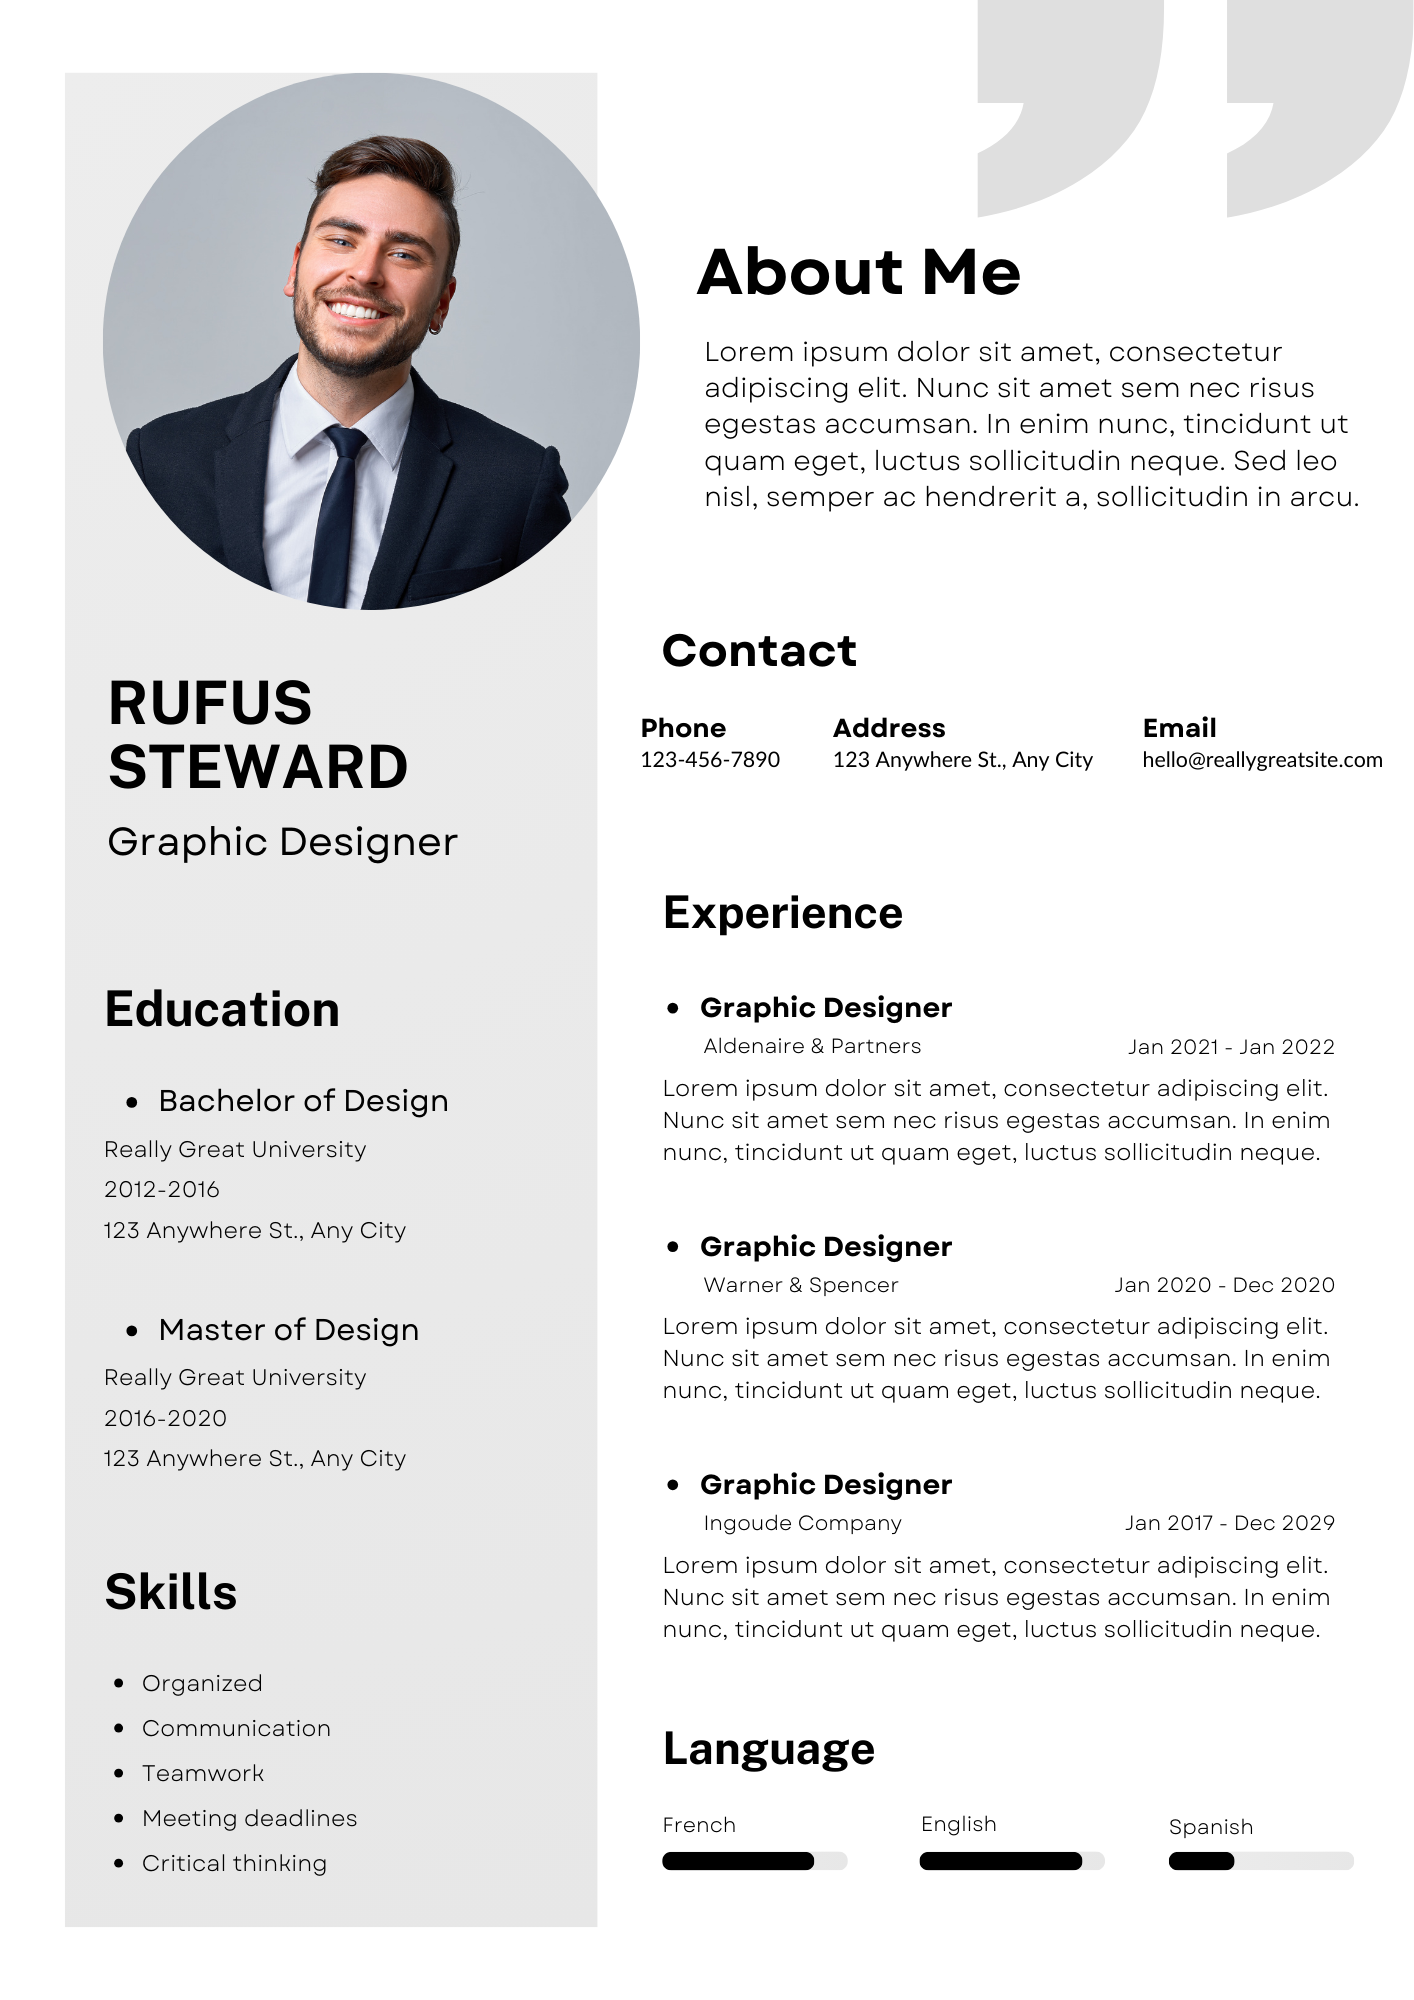 RUFUS
STEWARD
Graphic Designer
Education
• Bachelor of Design
Really Great University
2012-2016
123 Anywhere St., Any City
• Master of Design
Really Great University
2016-2020
123 Anywhere St., Any City
Skills
• Organized
• Communication
• Teamwork
• Meeting deadlines
• Critical thinking
About Me
Lorem ipsum dolor sit amet, consectetur
adipiscing elit. Nunc sit amet sem nec risus
egestas accumsan. In enim nunc, tincidunt ut
quam eget, luctus sollicitudin neque. Sed leo
nisl, semper ac hendrerit a, sollicitudin in arcu.
Contact
Phone Address Email
123-456-7890 123 Anywhere St., Any City hello@reallygreatsite.com
Experience
• Graphic Designer
Aldenaire & Partners Jan 2021 - Jan 2022
Lorem ipsum dolor sit amet, consectetur adipiscing elit.
Nunc sit amet sem nec risus egestas accumsan. In enim
nunc, tincidunt ut quam eget, luctus sollicitudin neque.
• Graphic Designer
Warner & Spencer Jan 2020 - Dec 2020
Lorem ipsum dolor sit amet, consectetur adipiscing elit.
Nunc sit amet sem nec risus egestas accumsan. In enim
nunc, tincidunt ut quam eget, luctus sollicitudin neque.
• Graphic Designer
Ingoude Company Jan 2017 - Dec 2029
Lorem ipsum dolor sit amet, consectetur adipiscing elit.
Nunc sit amet sem nec risus egestas accumsan. In enim
nunc, tincidunt ut quam eget, luctus sollicitudin neque.
Language
French English Spanish